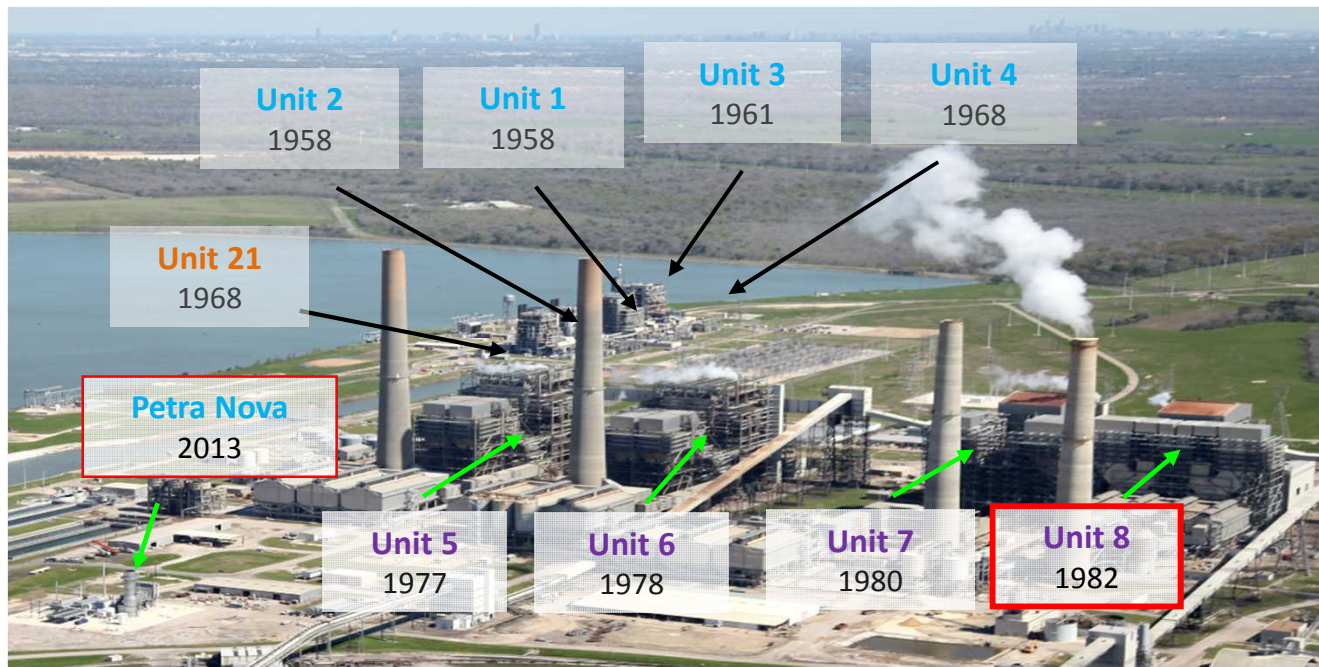 Unit 2
1958
Unit 1
1958
Unit 3
1961
Unit 4
1968
Unit 21
1968
Petra Nova
2013
Unit 5
1977
Unit 6
1978
Unit 7
1980
Unit 8
1982